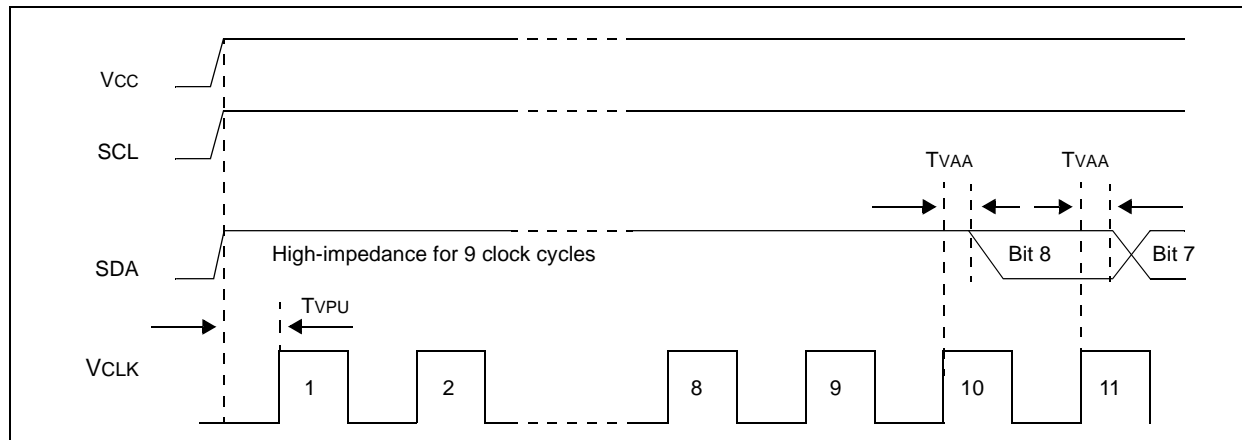 VCC
SCL
TVAA TVAA
SDA
High-impedance for 9 clock cycles
Bit 8 Bit 7
TVPU
VCLK
1 2 8 9 10 11